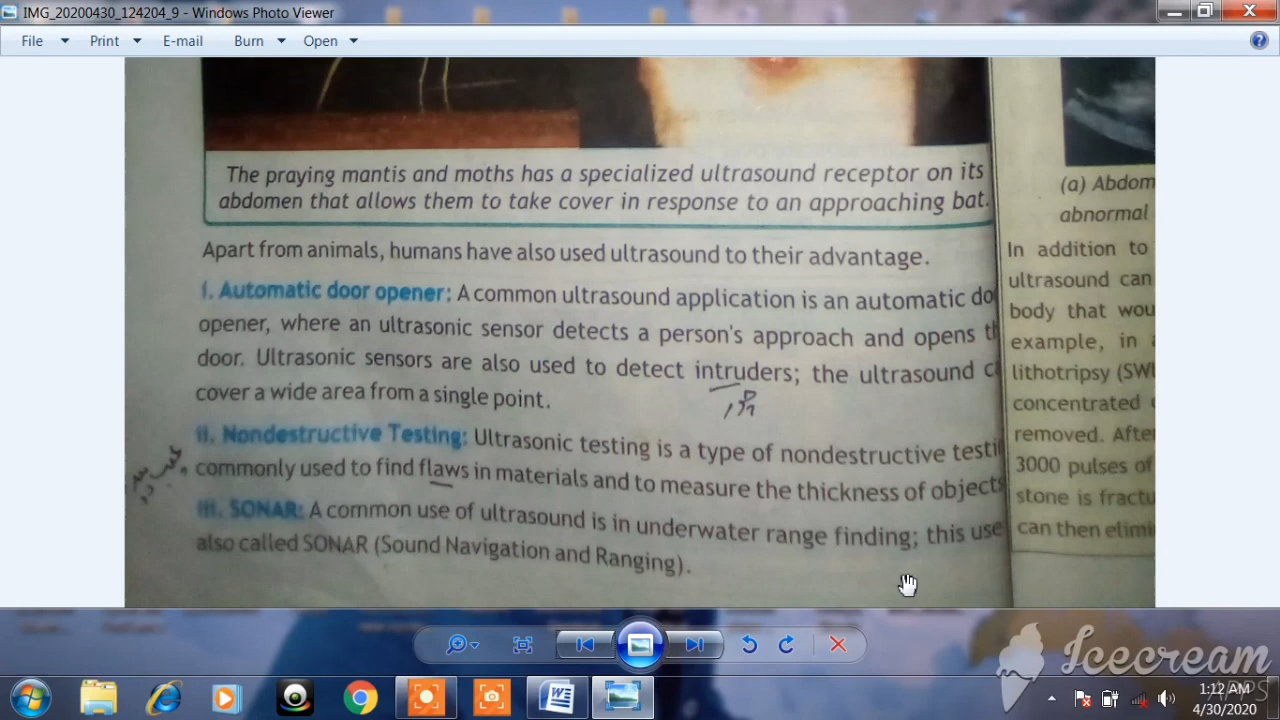 IMG_20200430_124204_9 - Windows Photo Viewer
File Print E-mail Burn Open
The praying mantis and moths has a specialized ultrasound receptor on its
abdomen that allows them to take cover in response to an approaching bat.
Apart from animals, humans have also used ultrasound to their advantage.
i. Automatic door opener: A common ultrasound application is an automatic do
opener, where an ultrasonic sensor detects a person's approach and opens th
door. Ultrasonic sensors are also used to detect intruders; the ultrasound c
cover a wide area from a single point.
ii. Nondestructive Testing: Ultrasonic testing is a type of nondestructive testi
commonly used to find flaws in materials and to measure the thickness of objects
iii. SONAR: A common use of ultrasound is in underwater range finding; this use
also called SONAR (Sound Navigation and Ranging).
(a) Abdom
abnormal
In addition to
ultrasound can
body that wou
example, in a
lithotripsy (SW
concentrated
removed. After
3000 pulses of
stone is fractu
can then elimi
Icecream
APPS
1:12 AM
4/30/2020